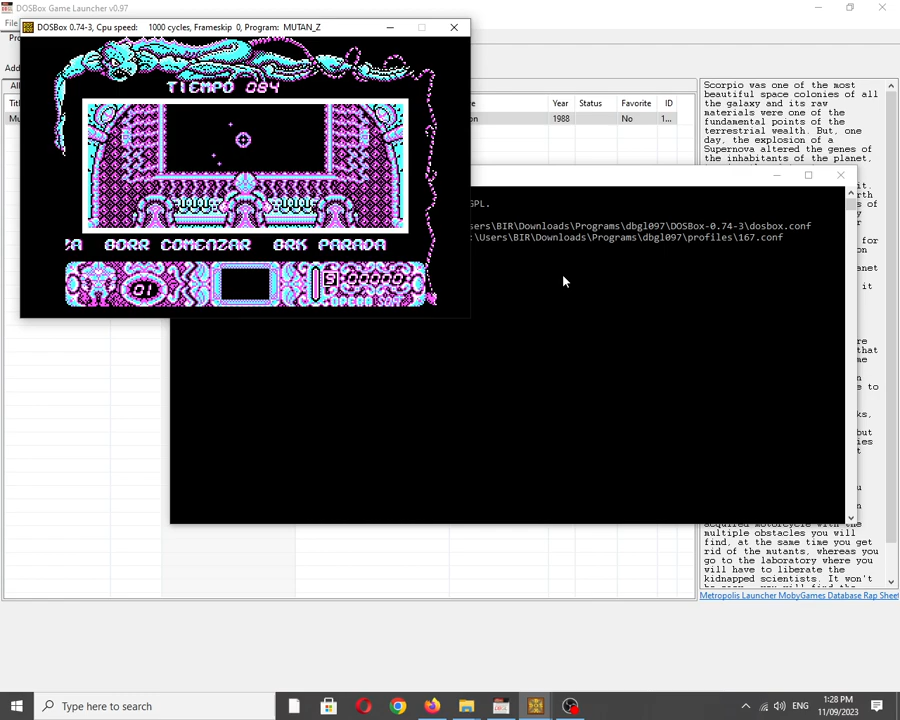 DOSBox Game Launcher v0.97
File
DOSBox 0.74-3, Cpu speed: 1000 cycles, Frameskip 0, Program: MUTAN_Z
TIEMPO 084
BORR COMENZAR BRK PARADA
01
00000
OPERA SOFT
Year Status Favorite ID
1988 No 1...
GPL.
sers\BIR\Downloads\Programs\dbgl097\DOSBox-0.74-3\dosbox.conf
:\Users\BIR\Downloads\Programs\dbgl097\profiles\167.conf
Scorpio was one of the most
beautiful space colonies of all
the galaxy and its raw
materials were one of the
fundamental points of the
terrestrial wealth. But, one
day, the explosion of a
Supernova altered the genes of
the inhabitants of the planet,
multiple obstacles you will
find, at the same time you get
rid of the mutants, whereas you
go to the laboratory where you
will have to liberate the
kidnapped scientists. It won't
Metropolis Launcher MobyGames Database Rap Sheet
Type here to search
ENG
1:28 PM
11/09/2023